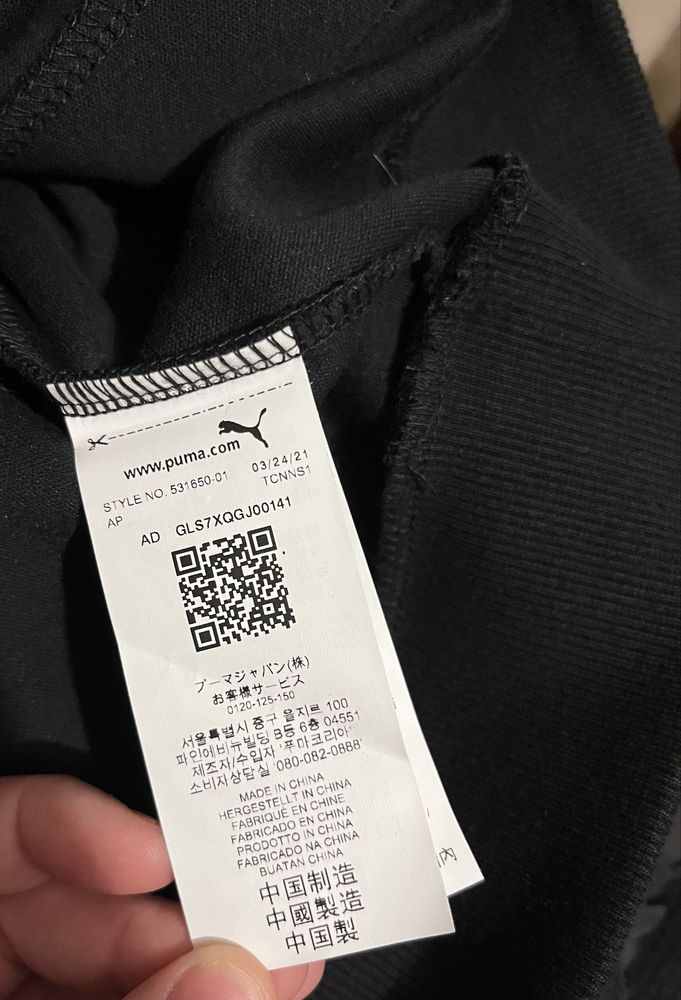 www.puma.com
STYLE NO. 531650-01 03/24/21
AP TCNNS1
AD GLS7XQGJ00141
プーマジャパン(株)
お客様サービス
0120-125-150
서울특별시 중구 을지로 100
파인에비뉴빌딩 B동 6층 04551
제조자/수입자 '푸마코리아'
소비자상담실 '080-082-0888'
MADE IN CHINA
HERGESTELLT IN CHINA
FABRIQUÉ EN CHINE
FABRICADO EN CHINA
PRODOTTO IN CHINA
FABRICADO NA CHINA
BUATAN CHINA
中国制造
中國製造
中国製
内